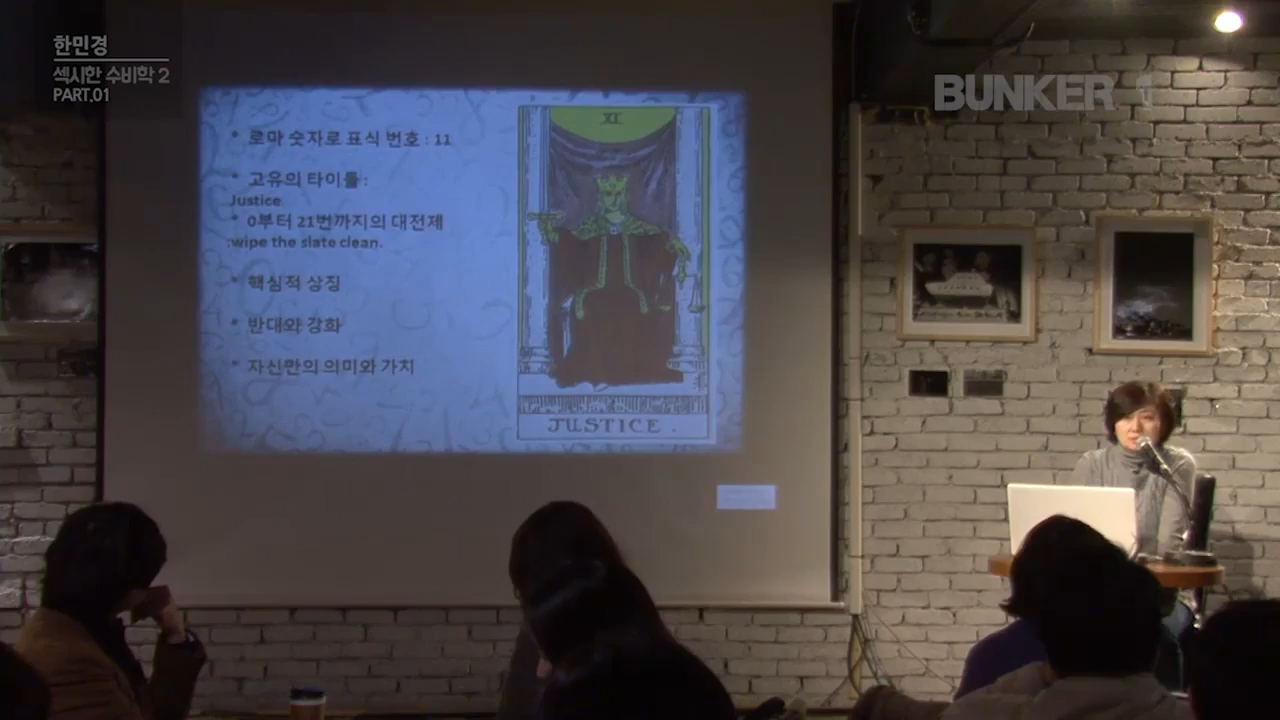 한민경
섹시한 수비학 2
PART.01
BUNKER 1
* 로마 숫자로 표식 번호 : 11
* 고유의 타이틀 :
Justice
* 0부터 21번까지의 대전제
:wipe the slate clean.
* 핵심적 상징
* 반대와 강화
* 자신만의 의미와 가치
XI
JUSTICE .